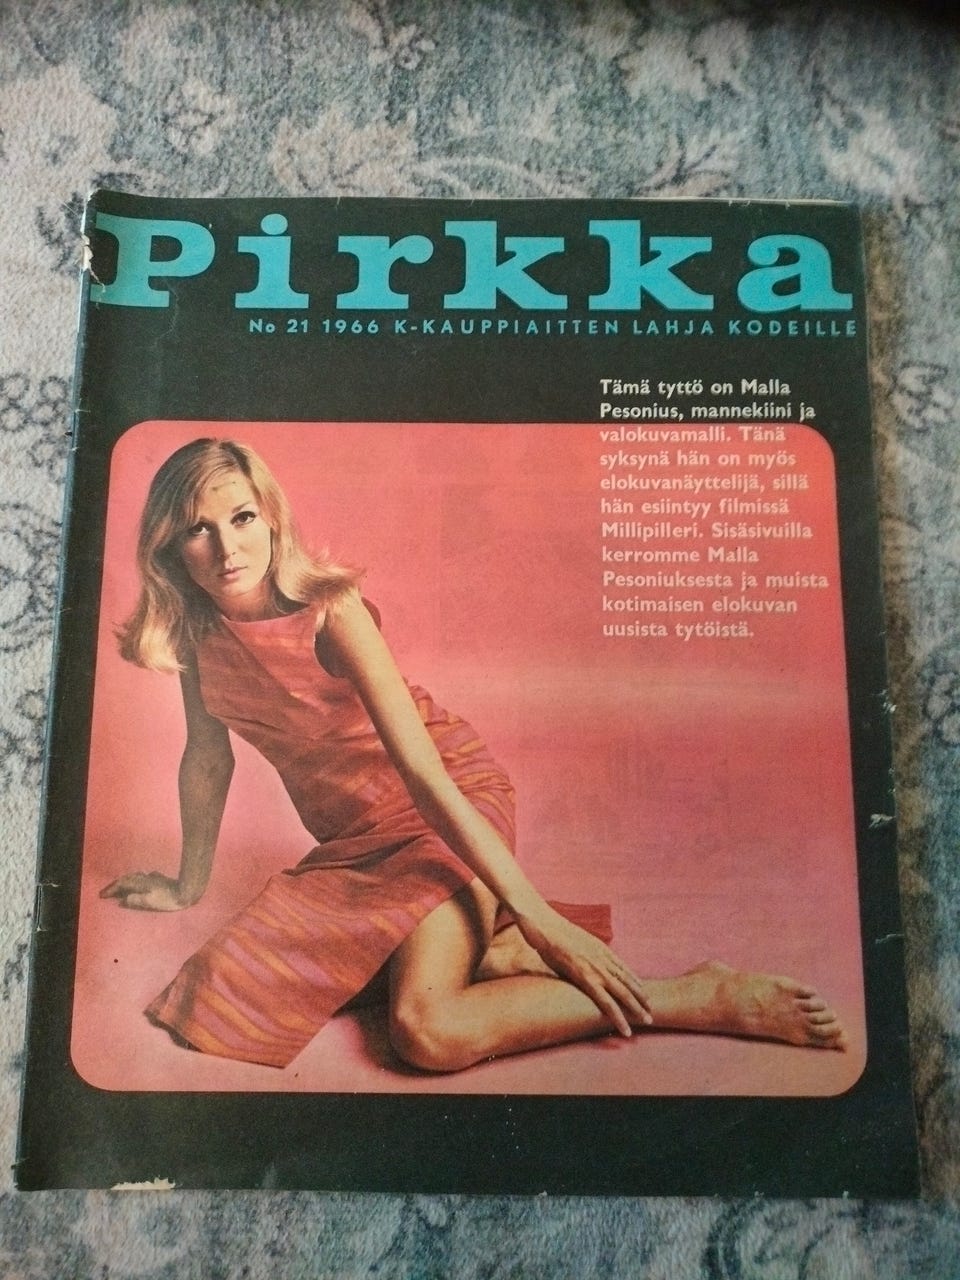 Pirkka
No 21 1966 K-KAUPPIAITTEN LAHJA KODEILLE
Tämä tyttö on Malla
Pesonius, mannekiini ja
valokuvamalli. Tänä
syksynä hän on myös
elokuvanäyttelijä, sillä
hän esiintyy filmissä
Millipilleri. Sisäsivuilla
kerromme Malla
Pesoniuksesta ja muista
kotimaisen elokuvan
uusista tytöistä.